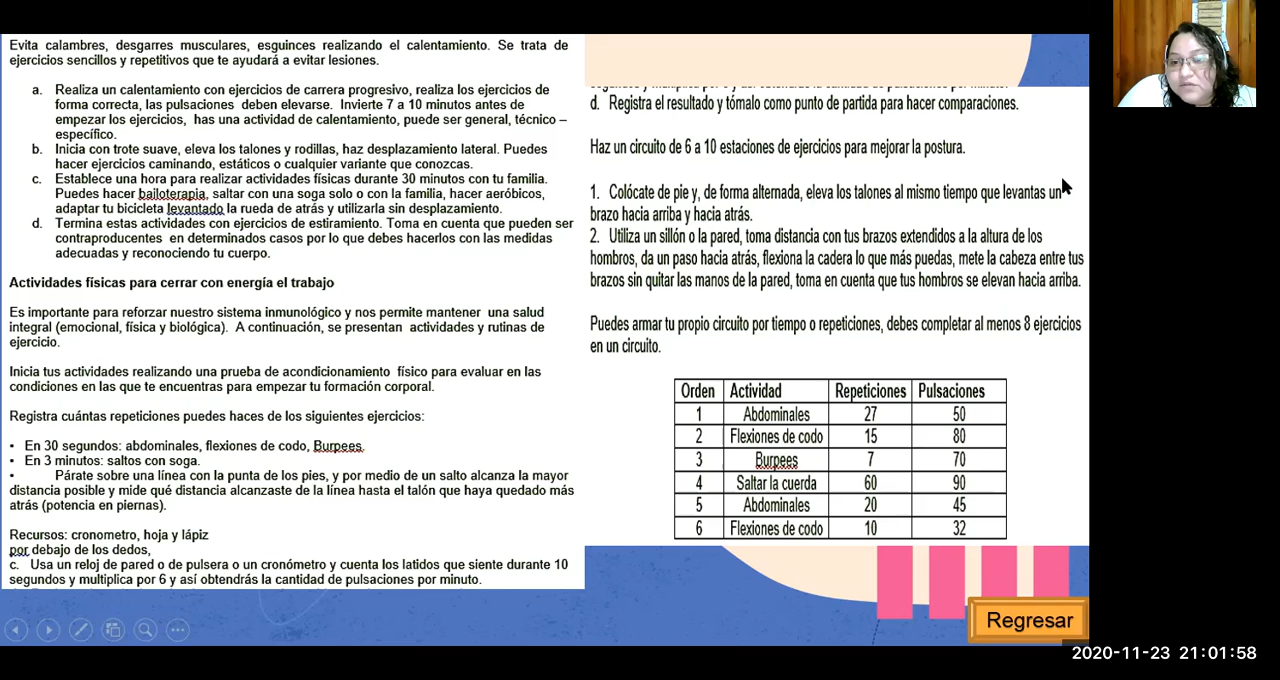 Evita calambres, desgarres musculares, esguinces realizando el calentamiento. Se trata de
ejercicios sencillos y repetitivos que te ayudará a evitar lesiones.
a. Realiza un calentamiento con ejercicios de carrera progresivo, realiza los ejercicios de
forma correcta, las pulsaciones deben elevarse. Invierte 7 a 10 minutos antes de
empezar los ejercicios, has una actividad de calentamiento, puede ser general, técnico –
específico.
b. Inicia con trote suave, eleva los talones y rodillas, haz desplazamiento lateral. Puedes
hacer ejercicios caminando, estáticos o cualquier variante que conozcas.
c. Establece una hora para realizar actividades físicas durante 30 minutos con tu familia.
Puedes hacer bailoterapia, saltar con una soga solo o con la familia, hacer aeróbicos,
adaptar tu bicicleta levantado la rueda de atrás y utilizarla sin desplazamiento.
d. Termina estas actividades con ejercicios de estiramiento. Toma en cuenta que pueden ser
contraproducentes en determinados casos por lo que debes hacerlos con las medidas
adecuadas y reconociendo tu cuerpo.
Actividades físicas para cerrar con energía el trabajo
Es importante para reforzar nuestro sistema inmunológico y nos permite mantener una salud
integral (emocional, física y biológica). A continuación, se presentan actividades y rutinas de
ejercicio.
Inicia tus actividades realizando una prueba de acondicionamiento físico para evaluar en las
condiciones en las que te encuentras para empezar tu formación corporal.
Registra cuántas repeticiones puedes haces de los siguientes ejercicios:
• En 30 segundos: abdominales, flexiones de codo, Burpees.
• En 3 minutos: saltos con soga.
• Párate sobre una línea con la punta de los pies, y por medio de un salto alcanza la mayor
distancia posible y mide qué distancia alcanzaste de la línea hasta el talón que haya quedado más
atrás (potencia en piernas).
Recursos: cronometro, hoja y lápiz
por debajo de los dedos,
c. Usa un reloj de pared o de pulsera o un cronómetro y cuenta los latidos que siente durante 10
segundos y multiplica por 6 y así obtendrás la cantidad de pulsaciones por minuto.
d. Registra el resultado y tómalo como punto de partida para hacer comparaciones.
Haz un circuito de 6 a 10 estaciones de ejercicios para mejorar la postura.
1. Colócate de pie y, de forma alternada, eleva los talones al mismo tiempo que levantas un
brazo hacia arriba y hacia atrás.
2. Utiliza un sillón o la pared, toma distancia con tus brazos extendidos a la altura de los
hombros, da un paso hacia atrás, flexiona la cadera lo que más puedas, mete la cabeza entre tus
brazos sin quitar las manos de la pared, toma en cuenta que tus hombros se elevan hacia arriba.
Puedes armar tu propio circuito por tiempo o repeticiones, debes completar al menos 8 ejercicios
en un circuito.
Orden Actividad Repeticiones Pulsaciones
1 Abdominales 27 50
2 Flexiones de codo 15 80
3 Burpees 7 70
4 Saltar la cuerda 60 90
5 Abdominales 20 45
6 Flexiones de codo 10 32
Regresar
2020-11-23 21:01:58